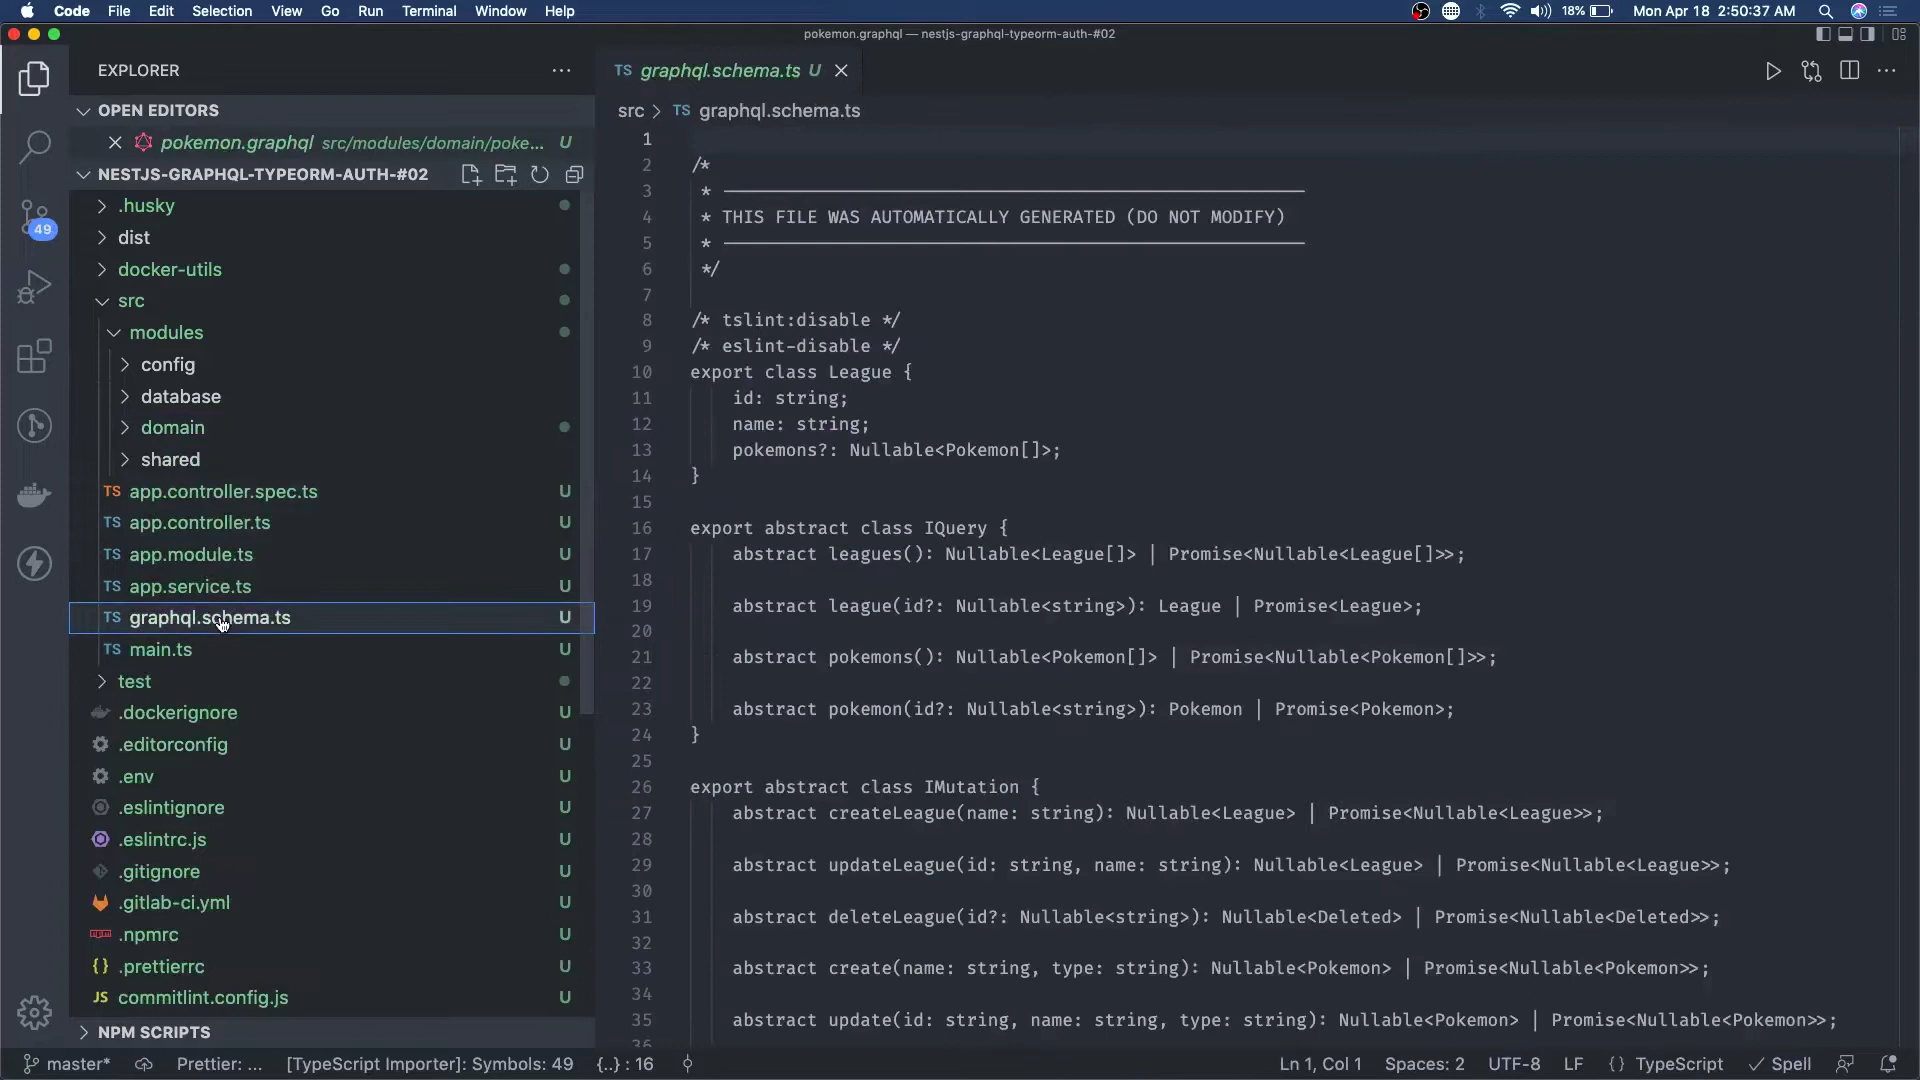 Code File Edit Selection View Go Run Terminal Window Help
18% Mon Apr 18 2:50:37 AM
pokemon.graphql — nestjs-graphql-typeorm-auth-#02
EXPLORER
OPEN EDITORS
pokemon.graphql src/modules/domain/poke... U
NESTJS-GRAPHQL-TYPEORM-AUTH-#02
.husky
dist
docker-utils
src
modules
config
database
domain
shared
TS app.controller.spec.ts U
TS app.controller.ts U
TS app.module.ts U
TS app.service.ts U
TS graphql.schema.ts U
TS main.ts U
test
.dockerignore U
.editorconfig U
.env U
.eslintignore U
.eslintrc.js U
.gitignore U
.gitlab-ci.yml U
.npmrc U
{} .prettierrc U
JS commitlint.config.js U
NPM SCRIPTS
49
TS graphql.schema.ts U
src > TS graphql.schema.ts
1
2 /*
3 * ─────────────────────────────
4 * THIS FILE WAS AUTOMATICALLY GENERATED (DO NOT MODIFY)
5 * ─────────────────────────────
6 */
7
8 /* tslint:disable */
9 /* eslint-disable */
10 export class League {
11 id: string;
12 name: string;
13 pokemons?: Nullable<Pokemon[]>;
14 }
15
16 export abstract class IQuery {
17 abstract leagues(): Nullable<League[]> | Promise<Nullable<League[]>>;
18
19 abstract league(id?: Nullable<string>): League | Promise<League>;
20
21 abstract pokemons(): Nullable<Pokemon[]> | Promise<Nullable<Pokemon[]>>;
22
23 abstract pokemon(id?: Nullable<string>): Pokemon | Promise<Pokemon>;
24 }
25
26 export abstract class IMutation {
27 abstract createLeague(name: string): Nullable<League> | Promise<Nullable<League>>;
28
29 abstract updateLeague(id: string, name: string): Nullable<League> | Promise<Nullable<League>>;
30
31 abstract deleteLeague(id?: Nullable<string>): Nullable<Deleted> | Promise<Nullable<Deleted>>;
32
33 abstract create(name: string, type: string): Nullable<Pokemon> | Promise<Nullable<Pokemon>>;
34
35 abstract update(id: string, name: string, type: string): Nullable<Pokemon> | Promise<Nullable<Pokemon>>;
36
master* Prettier: ... [TypeScript Importer]: Symbols: 49 {..} : 16
Ln 1, Col 1 Spaces: 2 UTF-8 LF {} TypeScript ✓ Spell